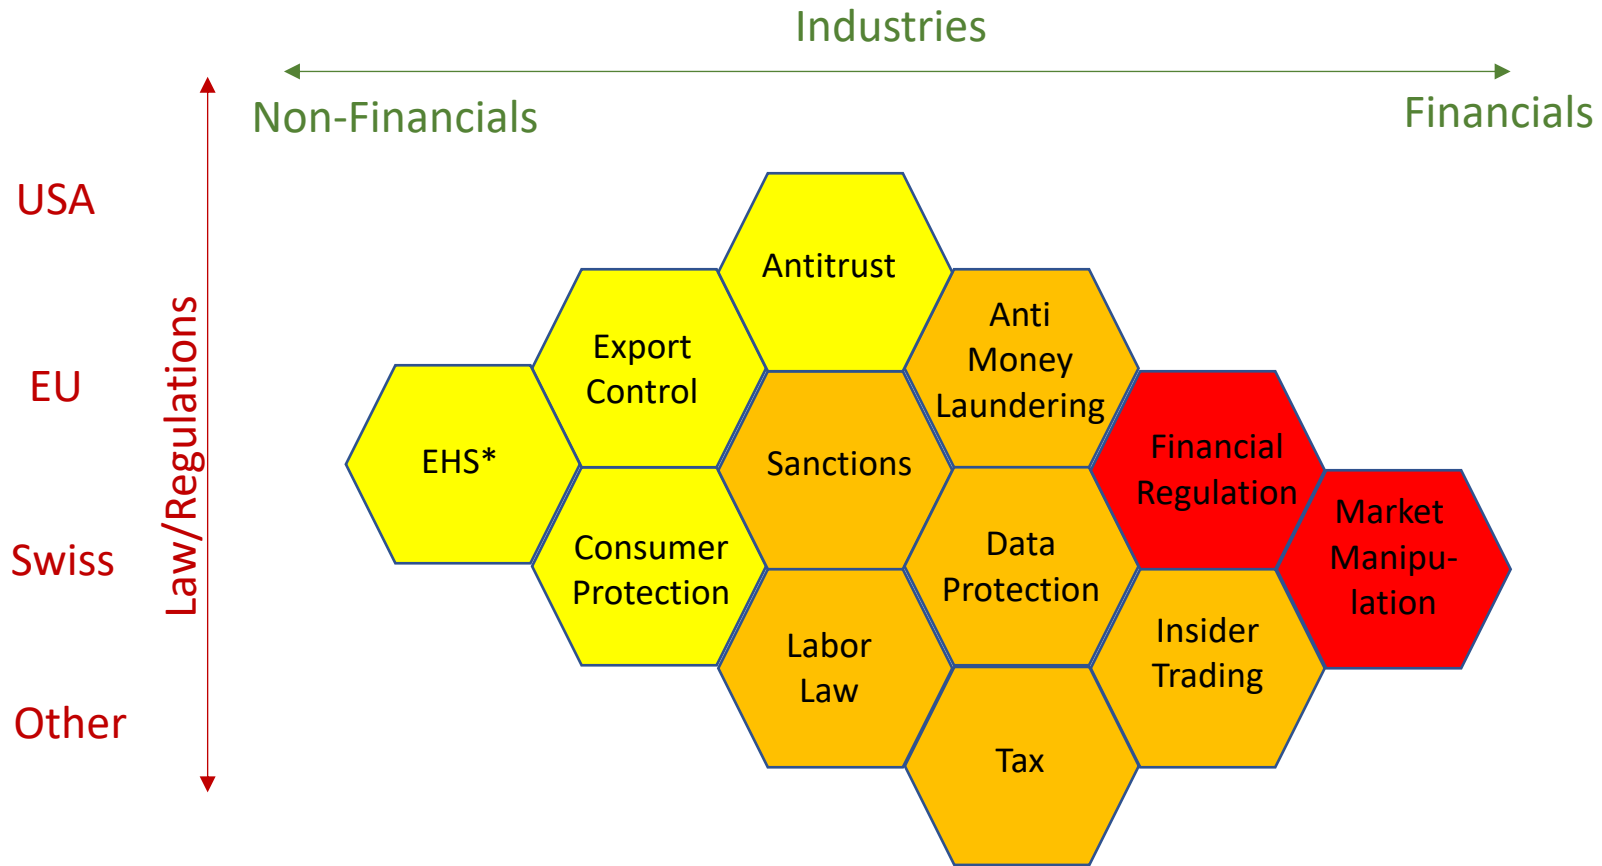 Industries
Non-Financials
Financials
Law/Regulations
USA
EU
Swiss
Other
Antitrust
Export
Control
Anti
Money
Laundering
EHS*
Sanctions
Financial
Regulation
Consumer
Protection
Data
Protection
Market
Manipu-
lation
Labor
Law
Insider
Trading
Tax